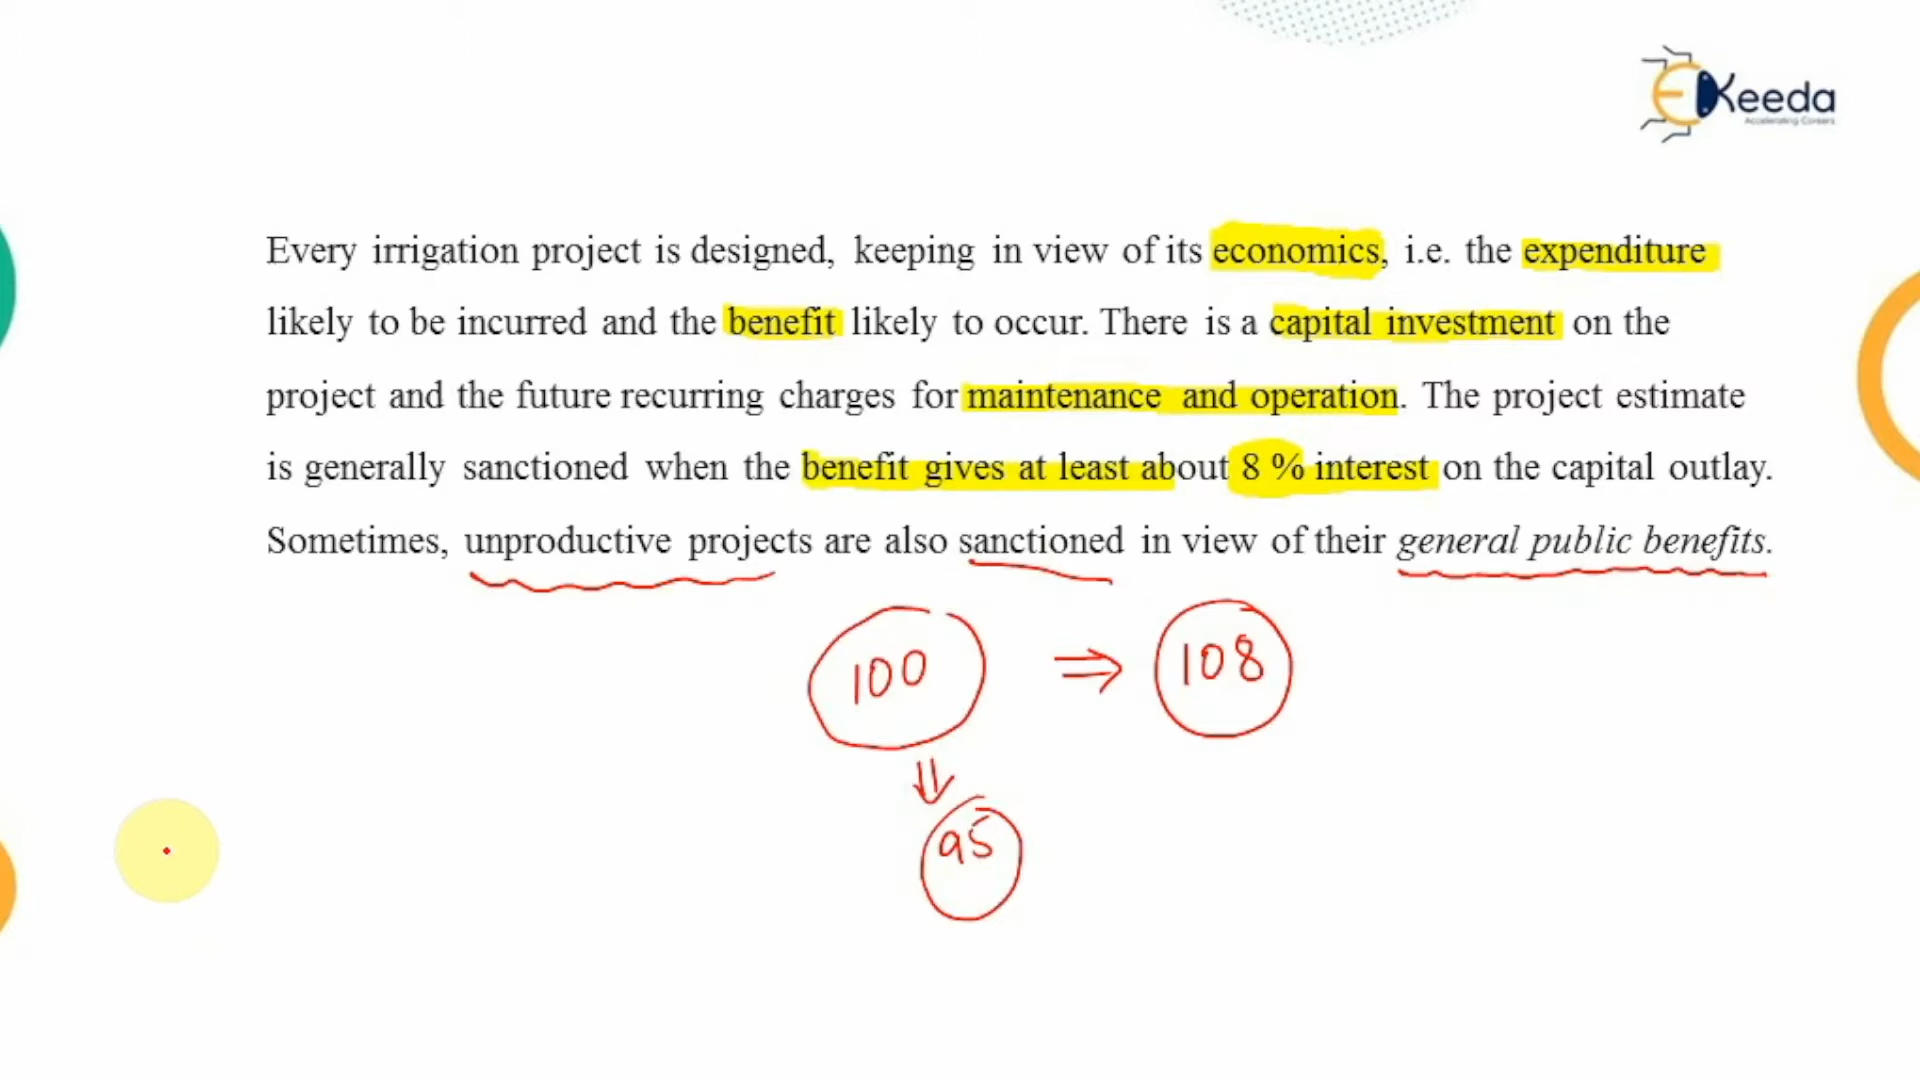 EKeeda
Accelerating Careers
Every irrigation project is designed, keeping in view of its economics, i.e. the expenditure
likely to be incurred and the benefit likely to occur. There is a capital investment on the
project and the future recurring charges for maintenance and operation. The project estimate
is generally sanctioned when the benefit gives at least about 8 % interest on the capital outlay.
Sometimes, unproductive projects are also sanctioned in view of their general public benefits.
100 ⇒ 108
⇓
95